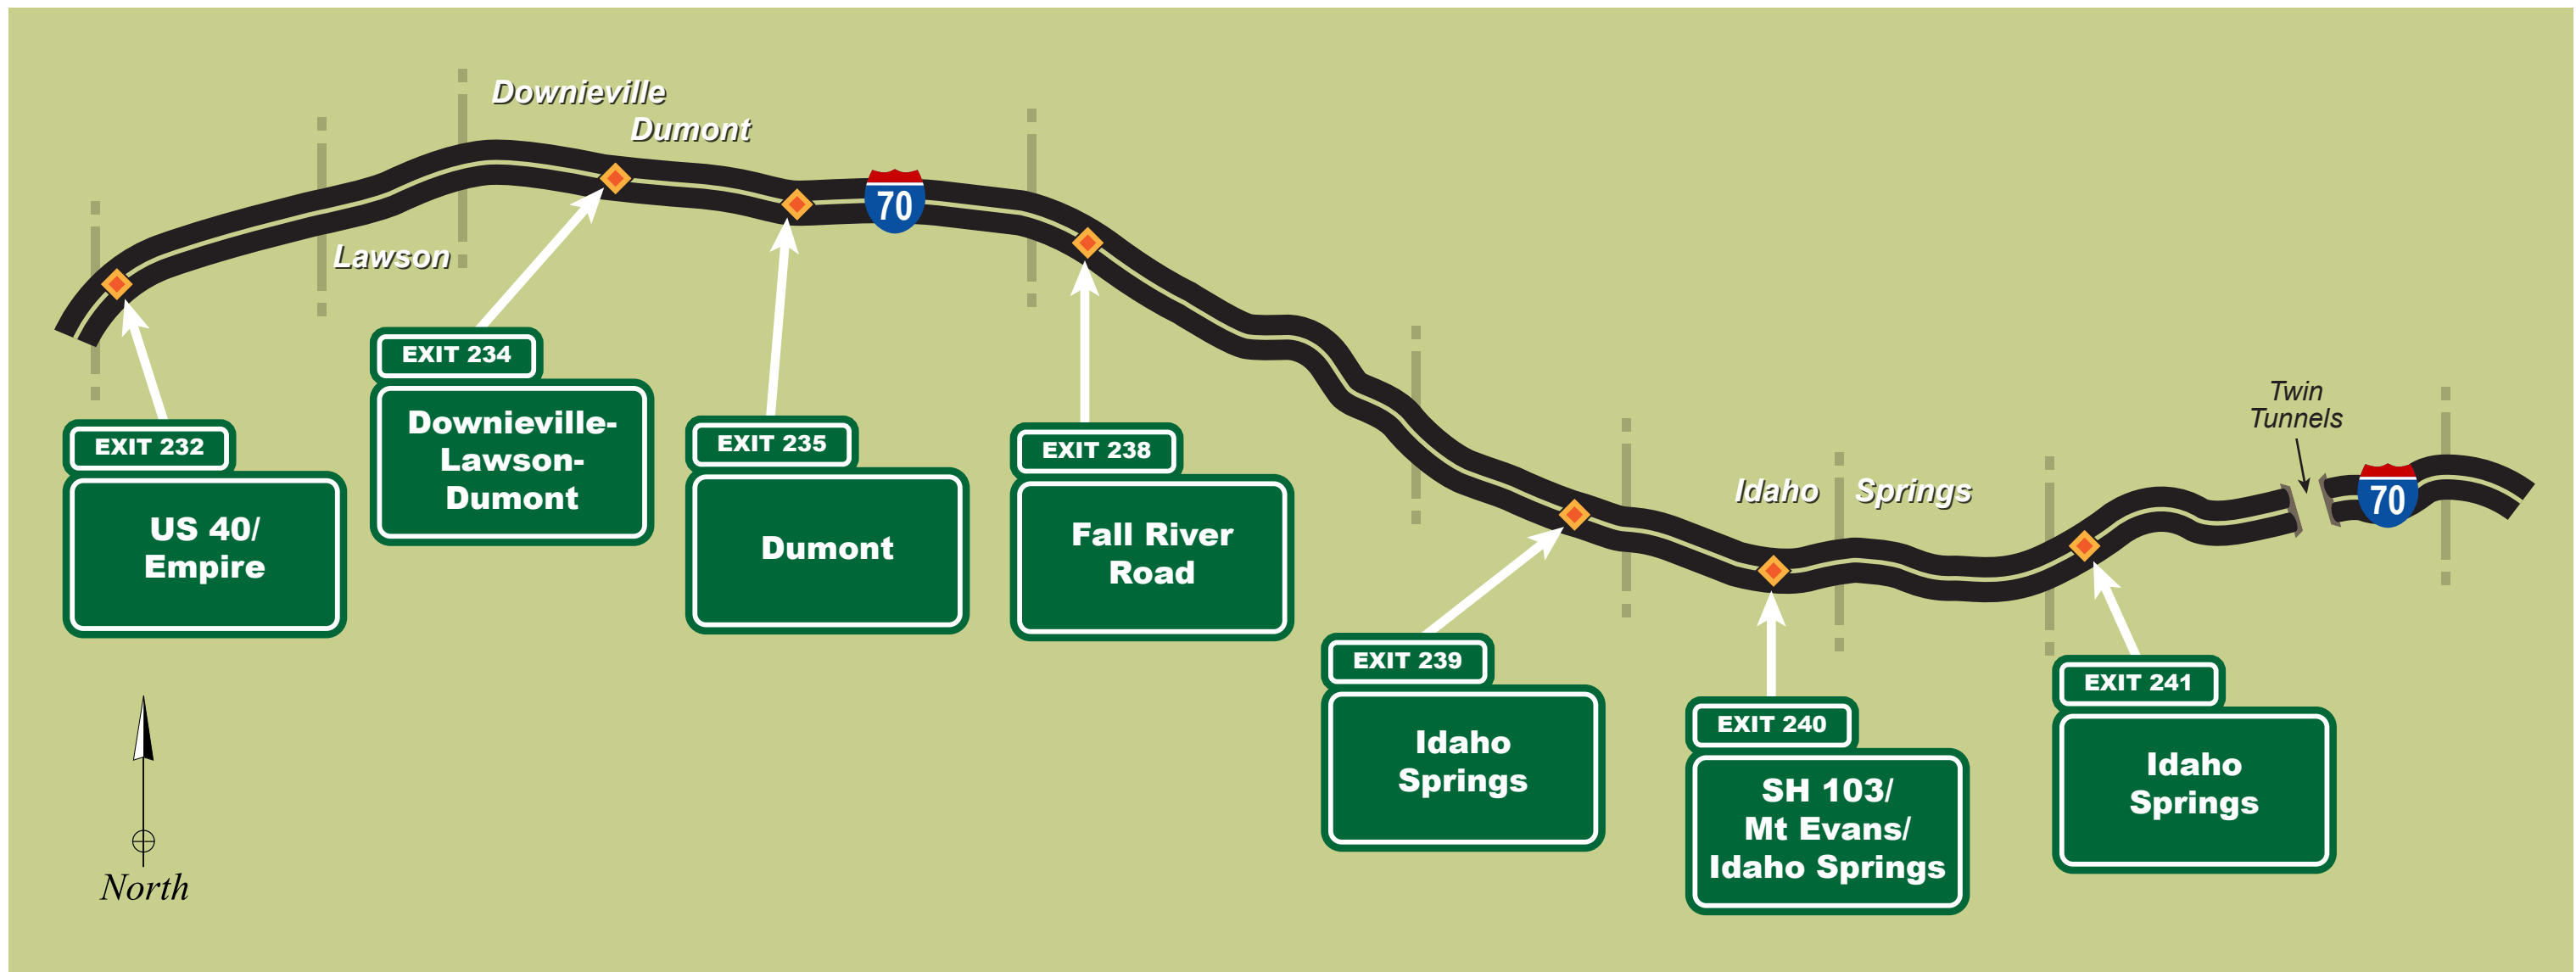 Downieville
Dumont
70
Lawson
EXIT 232
US 40/
Empire
EXIT 234
Downieville-
Lawson-
Dumont
EXIT 235
Dumont
EXIT 238
Fall River
Road
EXIT 239
Idaho
Springs
Idaho Springs
EXIT 240
SH 103/
Mt Evans/
Idaho Springs
EXIT 241
Idaho
Springs
Twin
Tunnels
70
North